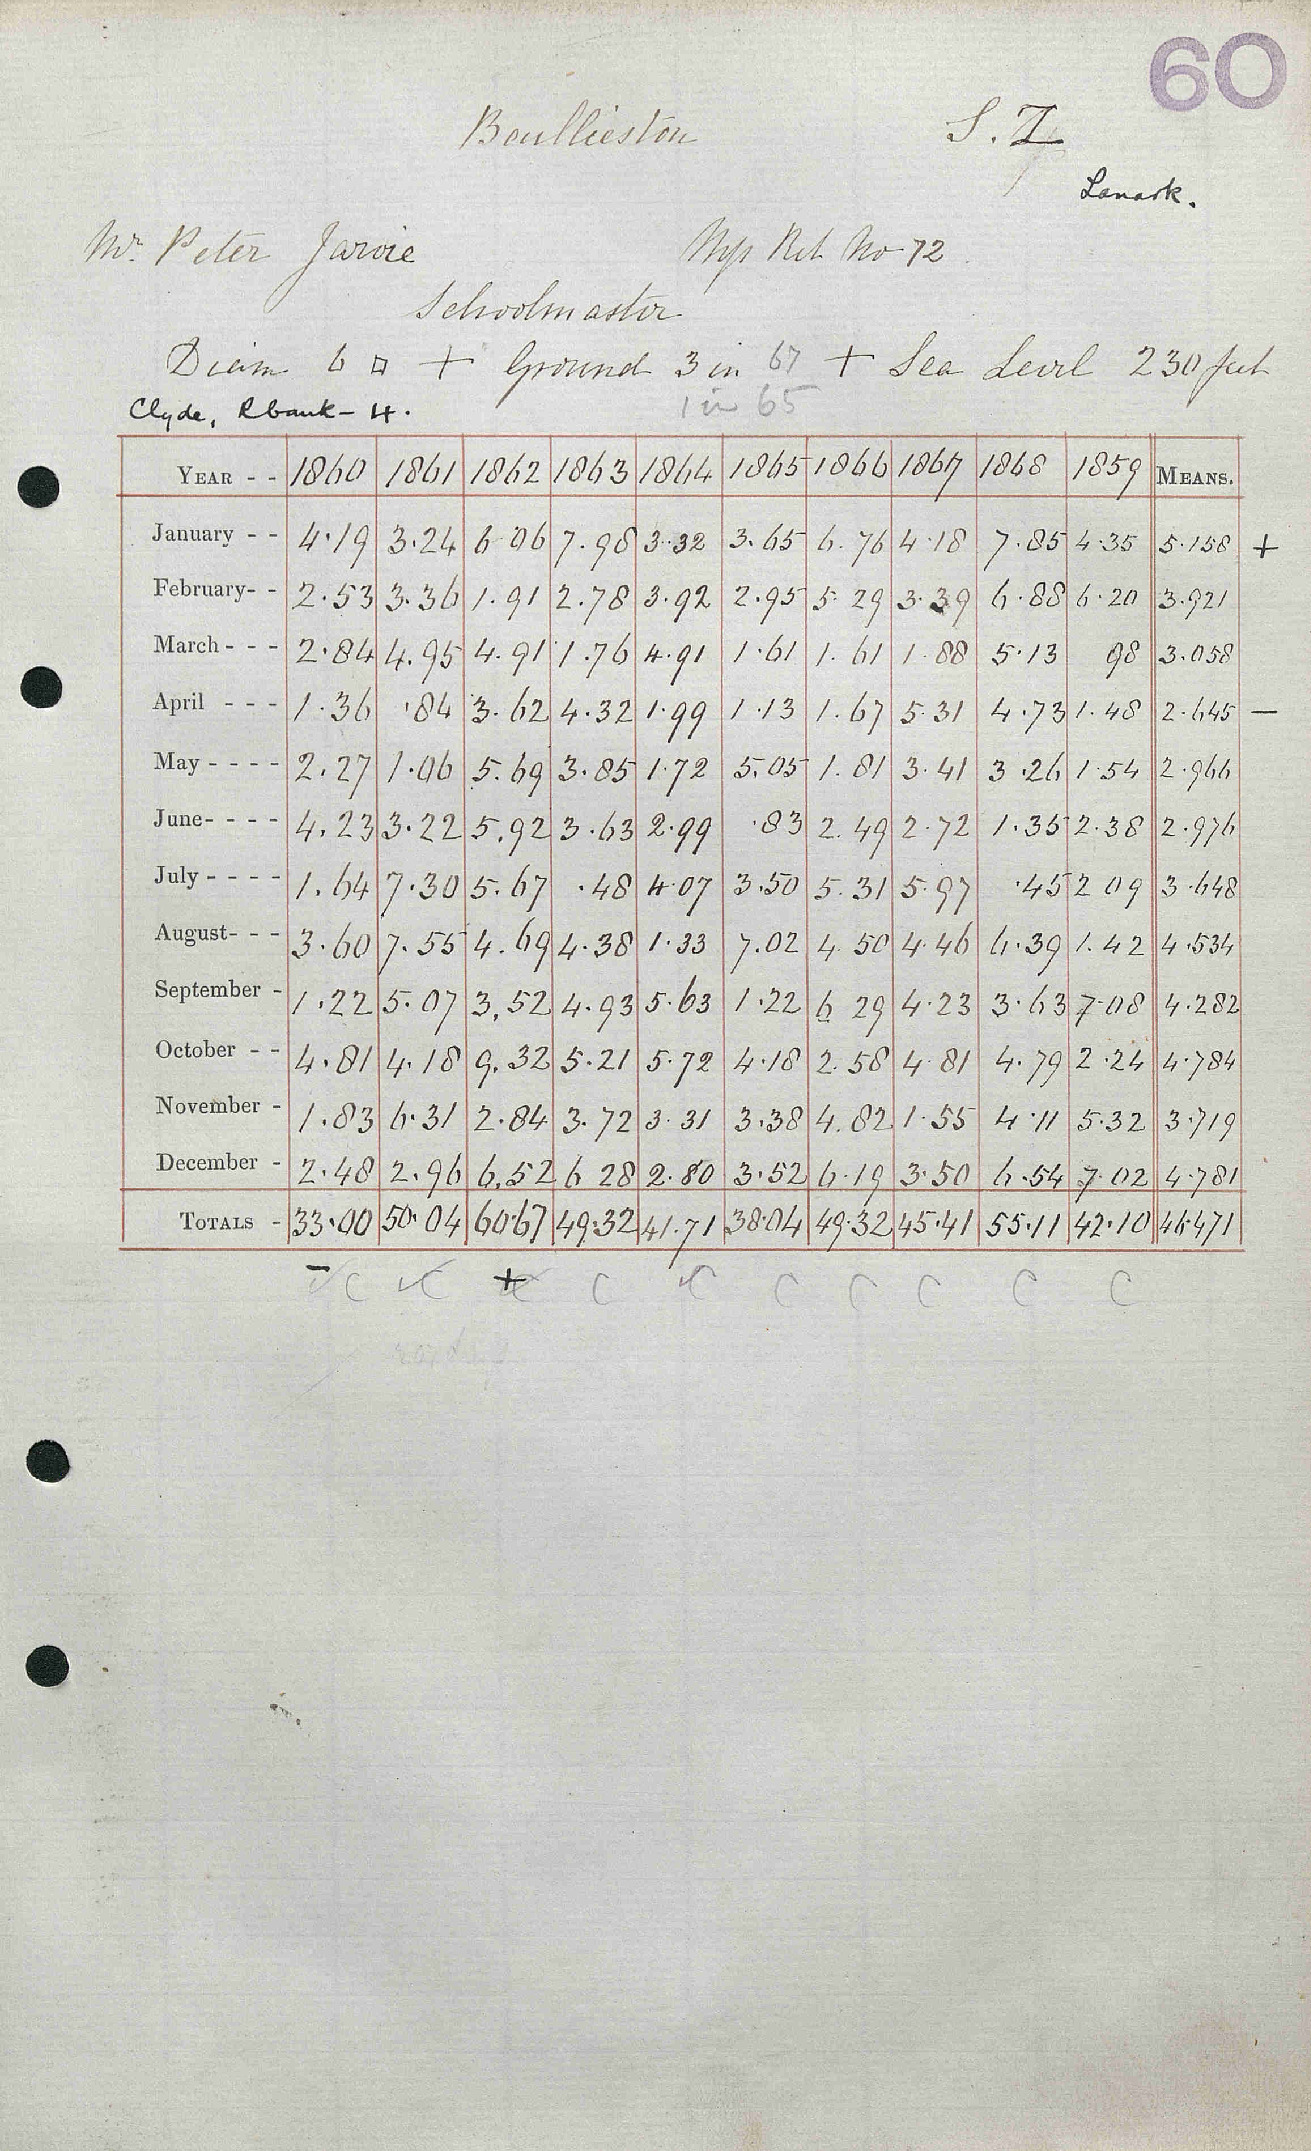 60
Baillieston S. I
Lanark.
Mr. Peter Jarvie Mss Ret No 72
Schoolmaster
Diam 6 □ + Ground 3 in 67 + Sea Level 230 feet
Clyde, Rbank - 4. 1 in 65
YEAR - - 1860 1861 1862 1863 1864 1865 1866 1867 1868 1859 MEANS.
January - - 4.19 3.24 6.06 7.98 3.32 3.65 6.76 4.18 7.85 4.35 5.158 +
February- - 2.53 3.36 1.91 2.78 3.92 2.95 5.29 3.39 6.88 6.20 3.921
March - - - 2.84 4.95 4.91 1.76 4.91 1.61 1.61 1.88 5.13 98 3.058
April - - - 1.36 .84 3.62 4.32 1.99 1.13 1.67 5.31 4.73 1.48 2.645 —
May - - - - 2.27 1.06 5.69 3.85 1.72 5.05 1.81 3.41 3.26 1.54 2.966
June- - - - 4.23 3.22 5.92 3.63 2.99 .83 2.49 2.72 1.35 2.38 2.976
July - - - - 1.64 7.30 5.67 .48 4.07 3.50 5.31 5.97 .45 2 09 3.648
August- - - 3.60 7.55 4.69 4.38 1.33 7.02 4.50 4.46 6.39 1.42 4.534
September - 1.22 5.07 3.52 4.93 5.63 1.22 6 29 4.23 3.63 7.08 4.282
October - - 4.81 4.18 9.32 5.21 5.72 4.18 2.58 4.81 4.79 2.24 4.784
November - 1.83 6.31 2.84 3.72 3.31 3.38 4.82 1.55 4.11 5.32 3.719
December - 2.48 2.96 6.52 6 28 2.80 3.52 6.19 3.50 6.54 7.02 4.781
TOTALS - 33.00 50.04 60.67 49.32 41.71 38.04 49.32 45.41 55.11 42.10 46.471
- C C + C C C C C C C C